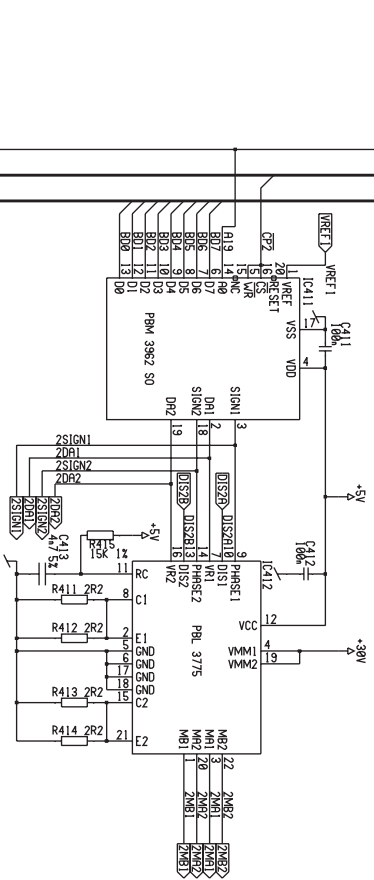 VREF1
A19
CP2
BD0
BD1
BD2
BD3
BD4
BD5
BD6
BD7
VREF1
13
12
11
10
9
8
7
6
14
15
5
16
20
1
D0
D1
D2
D3
D4
D5
D6
D7
A0
NC
WR
CS
RESET
VREF
IC411
PBM
3962 SO
VSS
17
C411
100n
VDD
4
DA2
SIGN2
DA1
SIGN1
19
18
2
3
2SIGN1
2DA1
2SIGN2
2DA2
+5V
2SIGN1
2DA1
2SIGN2
2DA2
DIS2B
DIS2A
DIS2B
DIS2A
+5V
C413
4n7 5%
R415
15K 1%
16
13
14
7
10
9
IC412
C412
100n
11
RC
VR2
DIS2
PHASE2
VR1
DIS1
PHASE1
R411 2R2
8
C1
R412 2R2
2
E1
5
GND
6
GND
17
GND
18
GND
PBL
3775
VCC
12
VMM1
4
VMM2
19
+30V
R413 2R2
15
C2
R414 2R2
21
E2
MB1
MA2
MA1
MB2
1
20
3
22
2MB1
2MA2
2MA1
2MB2
2MB1
2MA2
2MA1
2MB2